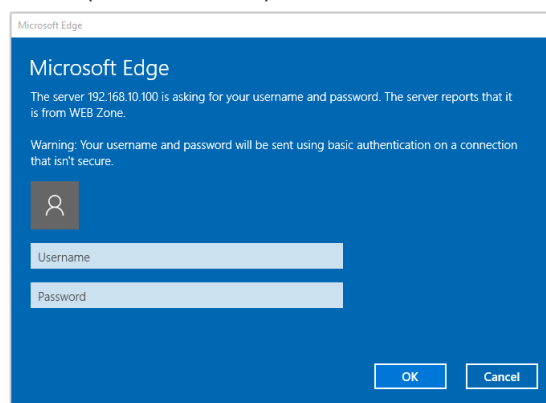 Microsoft Edge
Microsoft Edge
The server 192.168.10.100 is asking for your username and password. The server reports that it
is from WEB Zone.
Warning: Your username and password will be sent using basic authentication on a connection
that isn't secure.
Username
Password
OK Cancel